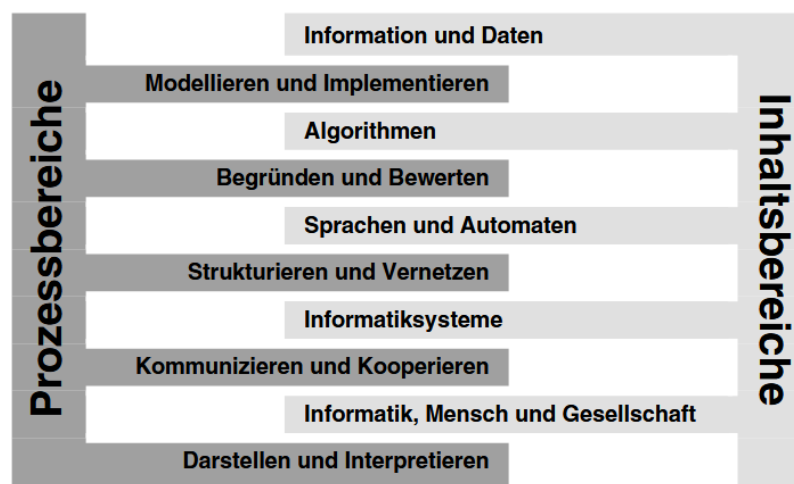 Prozessbereiche
Information und Daten
Modellieren und Implementieren
Algorithmen
Begründen und Bewerten
Sprachen und Automaten
Strukturieren und Vernetzen
Informatiksysteme
Kommunizieren und Kooperieren
Informatik, Mensch und Gesellschaft
Darstellen und Interpretieren
Inhaltsbereiche